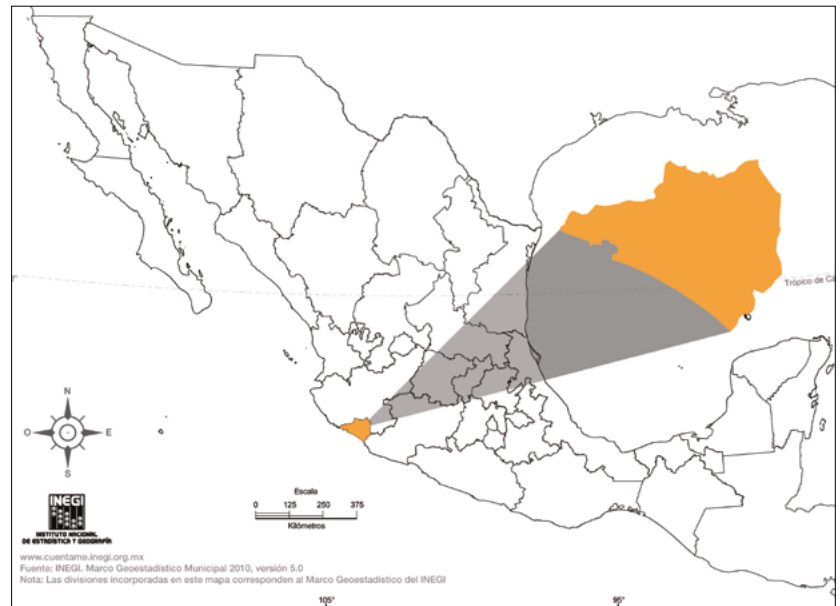 Trópico de Cá
N
O
E
S
INEGI
INSTITUTO NACIONAL
DE ESTADÍSTICA Y GEOGRAFÍA
Escala
0 125 250 375
Kilómetros
www.cuentame.inegi.org.mx
Fuente: INEGI. Marco Geoestadístico Municipal 2010, versión 5.0
Nota: Las divisiones incorporadas en este mapa corresponden al Marco Geoestadístico del INEGI
105°
95°